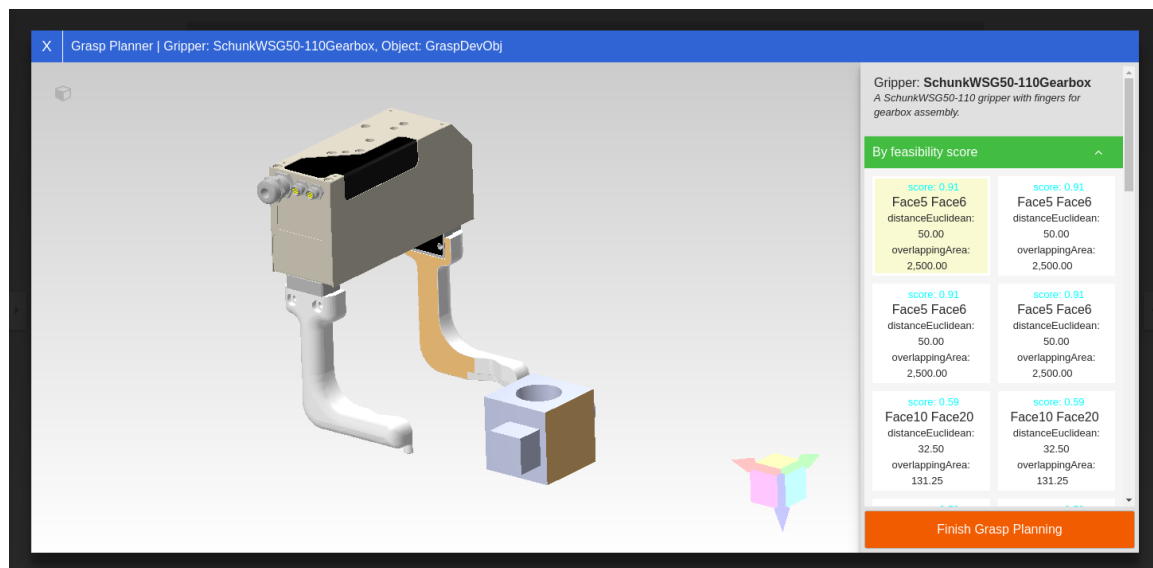 X Grasp Planner | Gripper: SchunkWSG50-110Gearbox, Object: GraspDevObj
Gripper: SchunkWSG50-110Gearbox
A SchunkWSG50-110 gripper with fingers for
gearbox assembly.
By feasibility score
score: 0.91
Face5 Face6
distanceEuclidean:
50.00
overlappingArea:
2,500.00
score: 0.91
Face5 Face6
distanceEuclidean:
50.00
overlappingArea:
2,500.00
score: 0.91
Face5 Face6
distanceEuclidean:
50.00
overlappingArea:
2,500.00
score: 0.91
Face5 Face6
distanceEuclidean:
50.00
overlappingArea:
2,500.00
score: 0.59
Face10 Face20
distanceEuclidean:
32.50
overlappingArea:
131.25
score: 0.59
Face10 Face20
distanceEuclidean:
32.50
overlappingArea:
131.25
Finish Grasp Planning